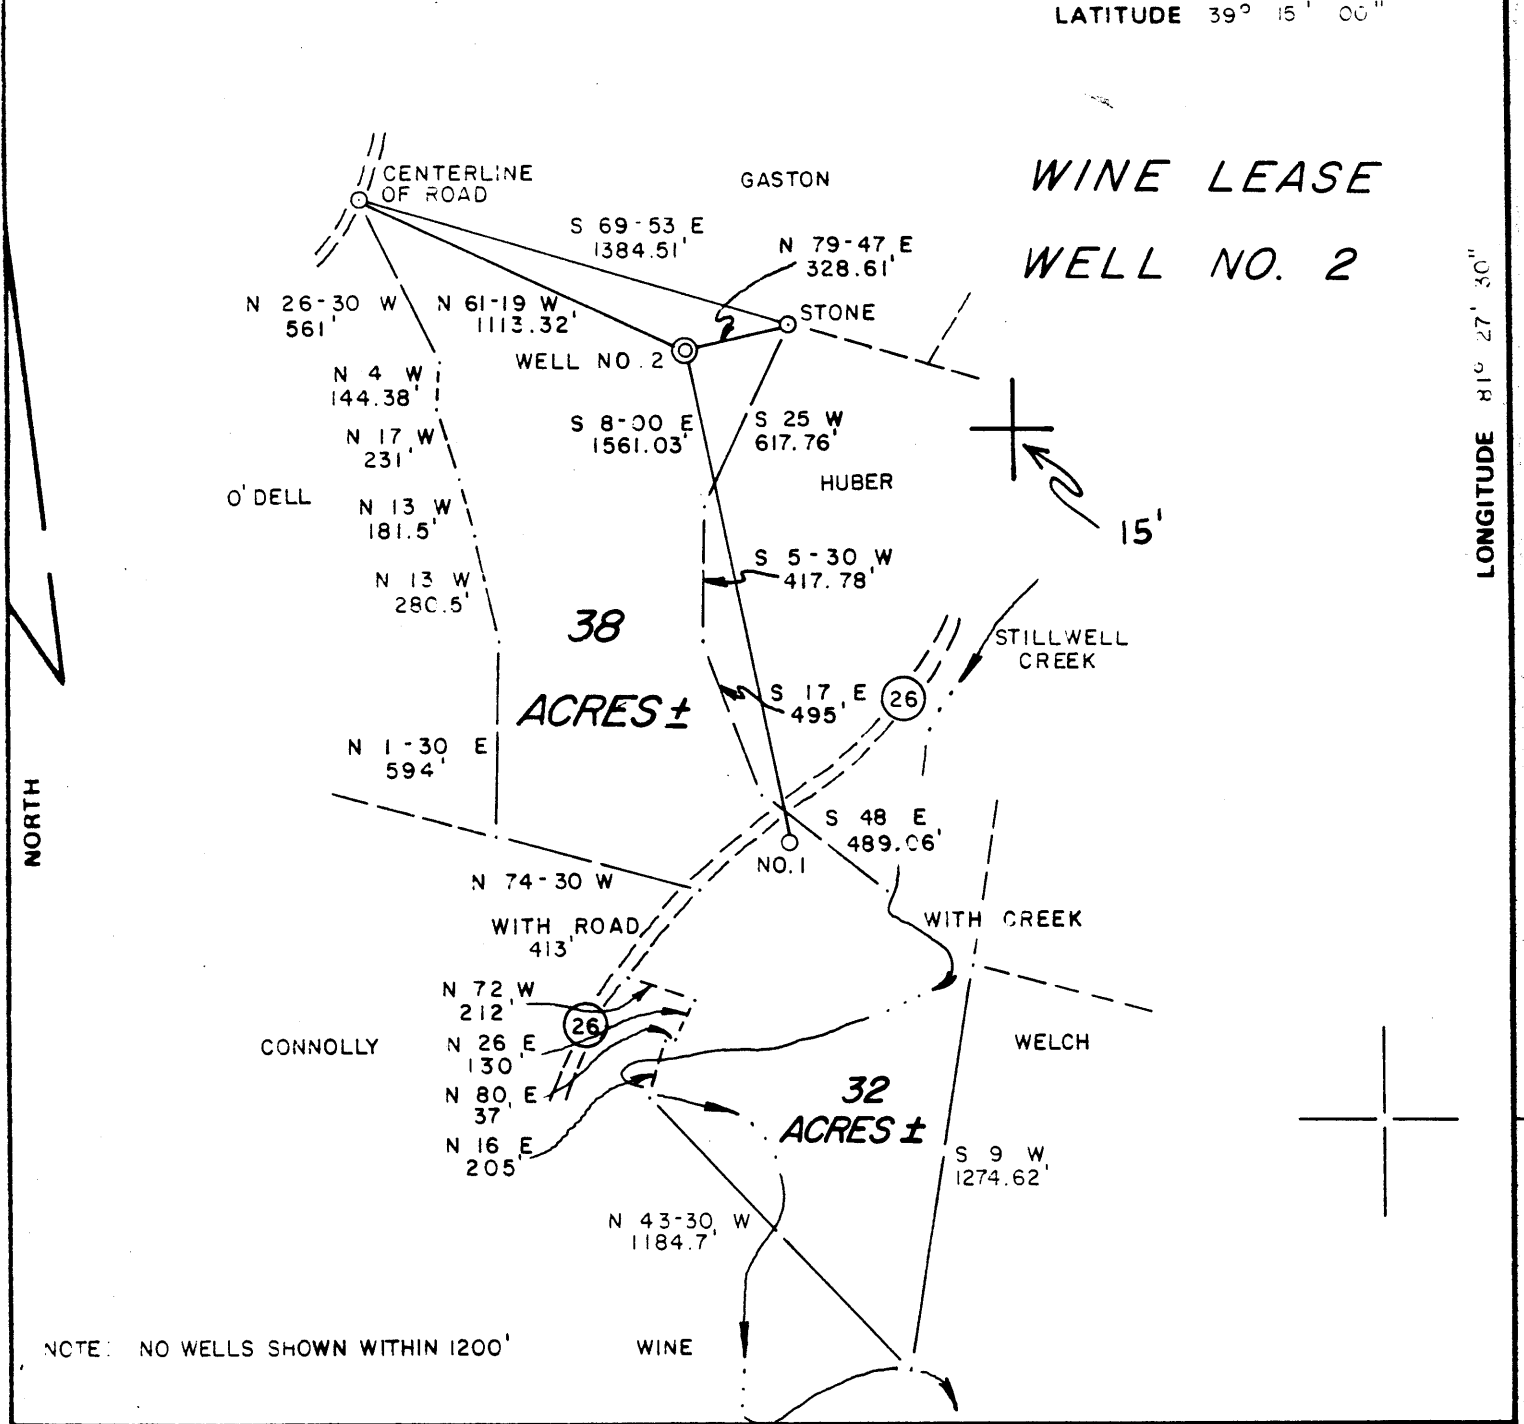 LATITUDE 39° 15' 00"
WINE LEASE
WELL NO. 2
LONGITUDE 81° 27' 30"
CENTERLINE
OF ROAD
GASTON
S 69-53 E
1384.51'
N 79-47 E
328.61'
STONE
N 26-30 W
561'
N 61-19 W
1113.32'
WELL NO. 2
N 4 W
144.38'
S 8-00 E
1561.03'
S 25 W
617.76'
N 17 W
231'
HUBER
O'DELL
N 13 W
181.5'
15'
S 5-30 W
417.78'
N 13 W
280.5'
38
ACRES ±
STILLWELL
CREEK
S 17 E
495'
26
N 1-30 E
594'
NORTH
S 48 E
489.06'
NO. 1
N 74-30 W
WITH ROAD
413'
WITH CREEK
N 72 W
212'
26
CONNOLLY
N 26 E
130'
WELCH
N 80 E
37'
32
ACRES ±
N 16 E
205'
S 9 W
1274.62'
N 43-30 W
1184.7'
NOTE: NO WELLS SHOWN WITHIN 1200'
WINE